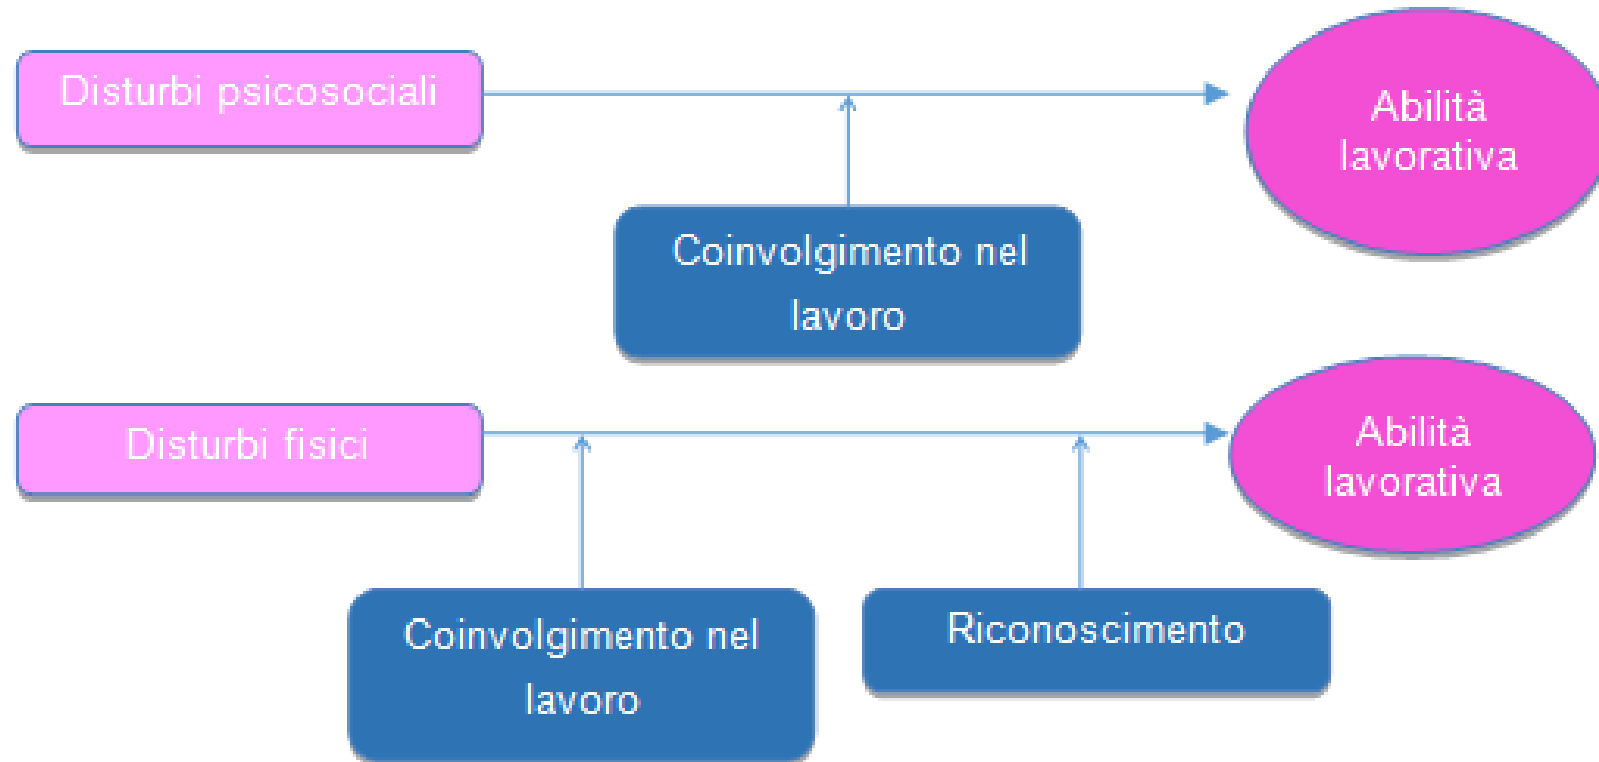 Disturbi psicosociali
Abilità
lavorativa
Coinvolgimento nel
lavoro
Disturbi fisici
Abilità
lavorativa
Coinvolgimento nel
lavoro
Riconoscimento